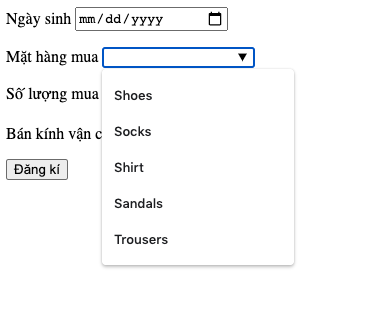 Ngày sinh mm/dd/yyyy
Mặt hàng mua
Số lượng mua
Shoes
Socks
Shirt
Sandals
Trousers
Bán kính vận c
Đăng kí